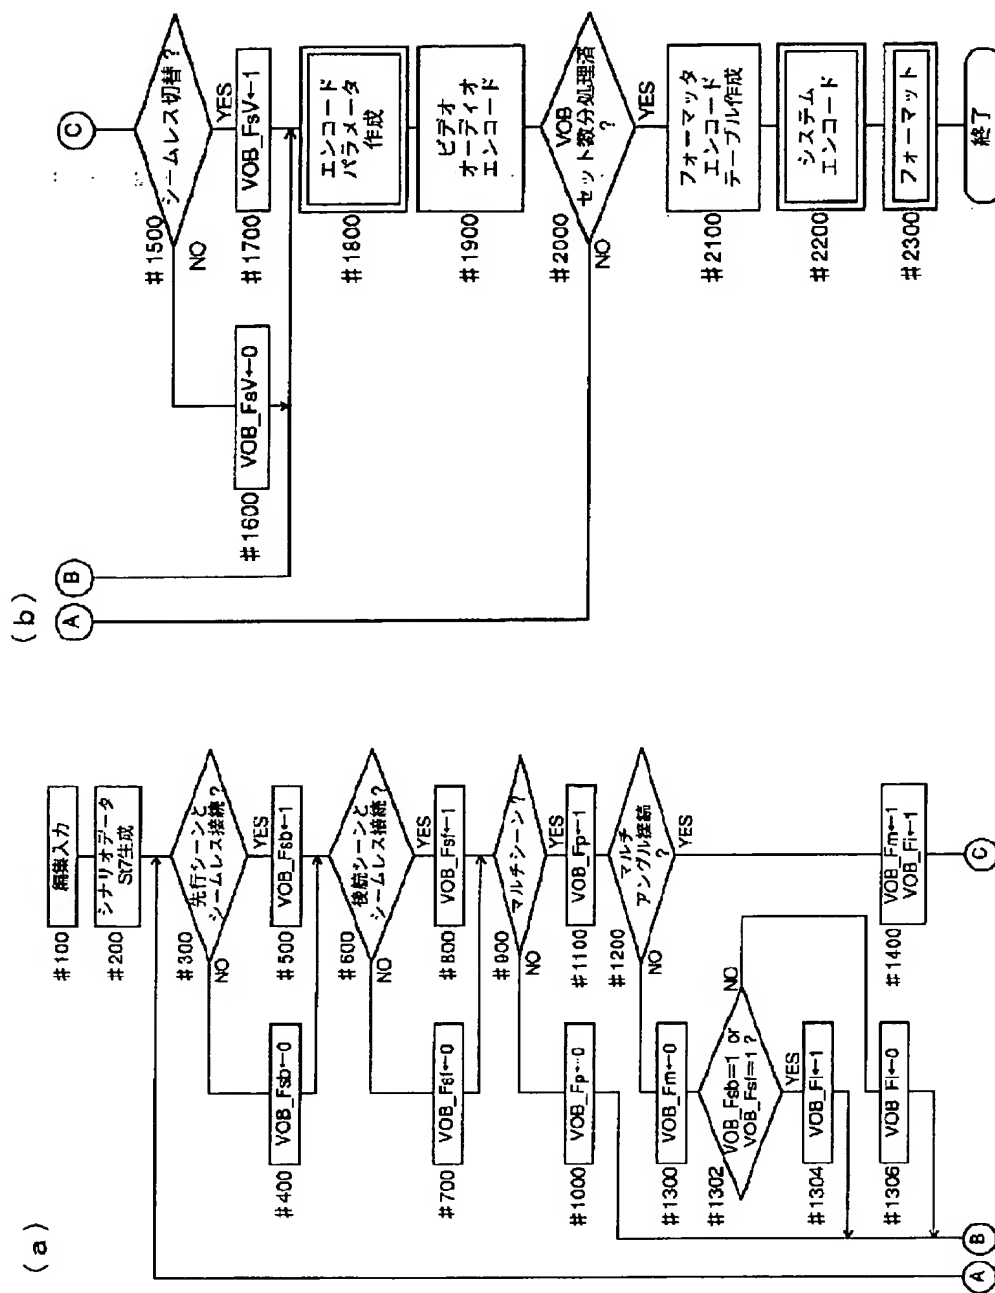 (a)
#100
編集入力
#200
シナリオデータ
St7生成
#300
先行シーンと
シームレス接続?
NO
YES
#400
VOB_Fsb←0
#500
VOB_Fsb←1
#600
後続シーンと
シームレス接続?
NO
YES
#700
VOB_Fsf←0
#800
VOB_Fsf←1
#900
マルチシーン?
NO
YES
#1000
VOB_Fp←0
#1100
VOB_Fp←1
#1200
マルチ
アングル接続
?
NO
YES
#1300
VOB_Fm←0
#1302
VOB_Fsb=1 or
VOB_Fsf=1?
NO
YES
#1304
VOB_Fi←1
#1306
VOB_Fi←0
#1400
VOB_Fm←1
VOB_Fi←1
A
B
C
(b)
A
B
C
#1500
シームレス切替?
NO
YES
#1600
VOB_FsV←0
#1700
VOB_FsV←1
#1800
エンコード
パラメータ
作成
#1900
ビデオ
オーディオ
エンコード
#2000
VOB
セット数分処理済
?
NO
YES
#2100
フォーマッタ
エンコード
テーブル作成
#2200
システム
エンコード
#2300
フォーマット
終了